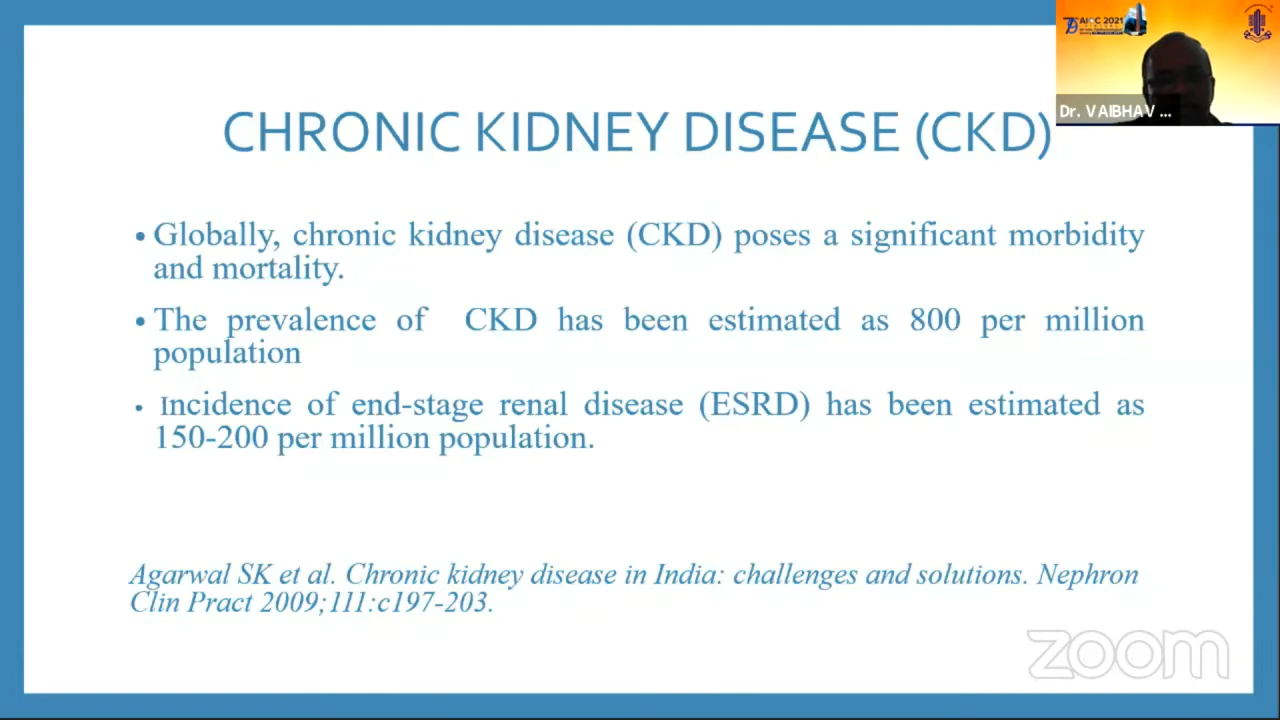 AIOC 2021
Dr. VAIBHAV ...
CHRONIC KIDNEY DISEASE (CKD)
• Globally, chronic kidney disease (CKD) poses a significant morbidity
and mortality.
• The prevalence of CKD has been estimated as 800 per million
population
• Incidence of end-stage renal disease (ESRD) has been estimated as
150-200 per million population.
Agarwal SK et al. Chronic kidney disease in India: challenges and solutions. Nephron
Clin Pract 2009;111:c197-203.
zoom